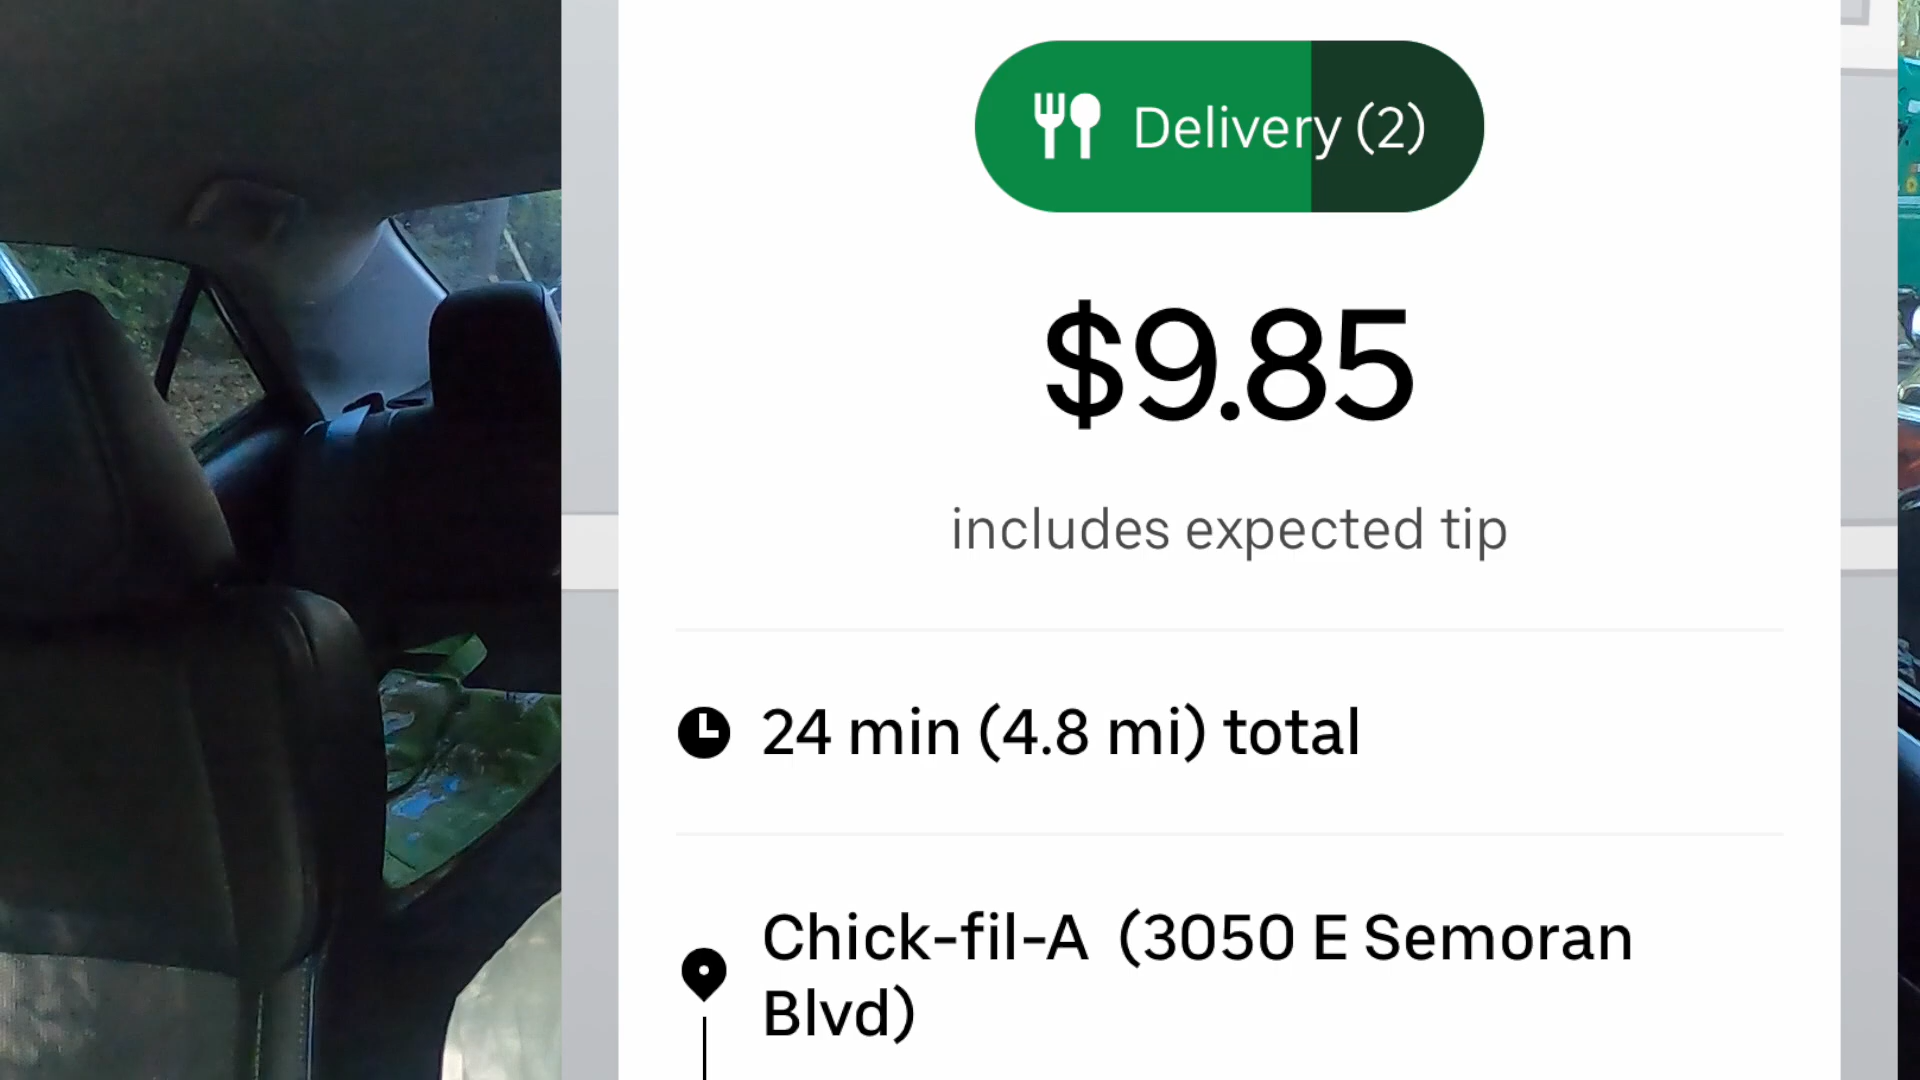 Delivery (2)
$9.85
includes expected tip
24 min (4.8 mi) total
Chick-fil-A (3050 E Semoran
Blvd)